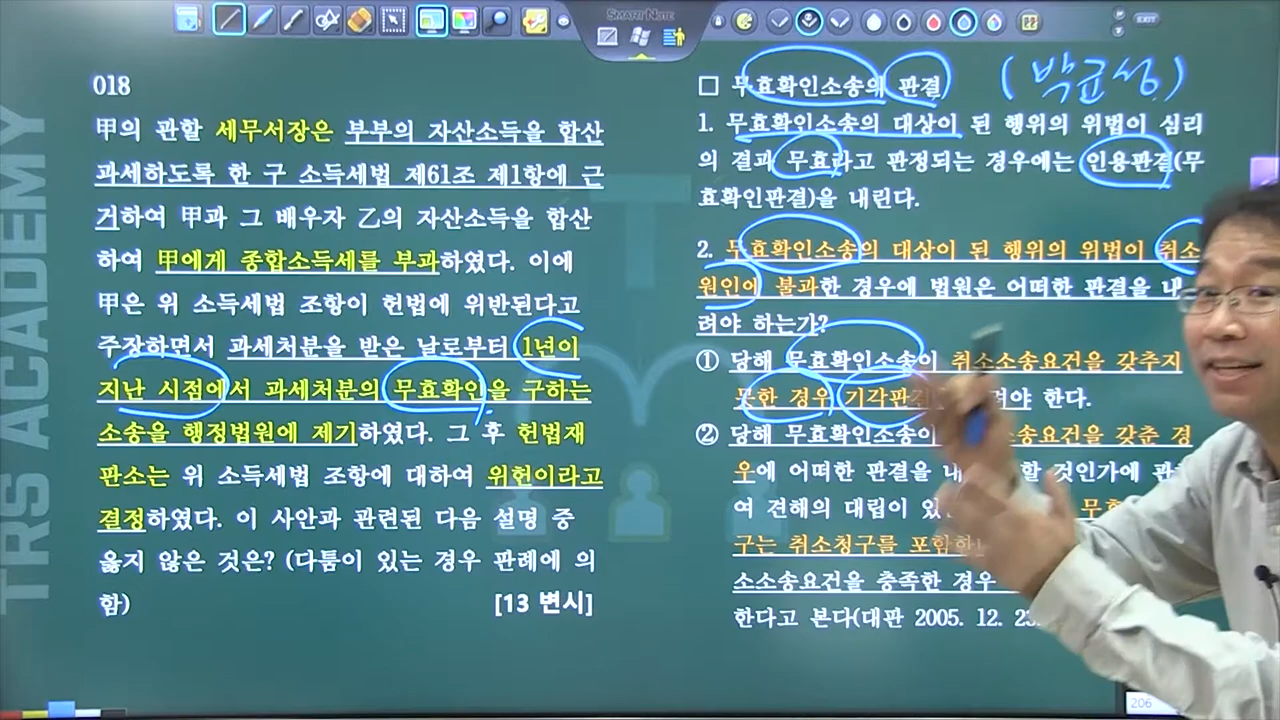 SMART NOTE
EXIT
TRS ACADEMY
018
甲의 관할 세무서장은 부부의 자산소득을 합산
과세하도록 한 구 소득세법 제61조 제1항에 근
거하여 甲과 그 배우자 乙의 자산소득을 합산
하여 甲에게 종합소득세를 부과하였다. 이에
甲은 위 소득세법 조항이 헌법에 위반된다고
주장하면서 과세처분을 받은 날로부터 1년이
지난 시점에서 과세처분의 무효확인을 구하는
소송을 행정법원에 제기하였다. 그 후 헌법재
판소는 위 소득세법 조항에 대하여 위헌이라고
결정하였다. 이 사안과 관련된 다음 설명 중
옳지 않은 것은? (다툼이 있는 경우 판례에 의
함)
[13 변시]
□ 무효확인소송의 판결 (박균성)
1. 무효확인소송의 대상이 된 행위의 위법이 심리
의 결과 무효라고 판정되는 경우에는 인용판결(무
효확인판결)을 내린다.
2. 무효확인소송의 대상이 된 행위의 위법이 취소
원인에 불과한 경우에 법원은 어떠한 판결을 내
려야 하는가?
① 당해 무효확인소송이 취소소송요건을 갖추지
못한 경우 기각판 려야 한다.
② 당해 무효확인소송이 소송요건을 갖춘 경
우에 어떠한 판결을 내 할 것인가에 관
여 견해의 대립이 있 무
구는 취소청구를 포함
소소송요건을 충족한 경우
한다고 본다(대판 2005. 12. 23.
206